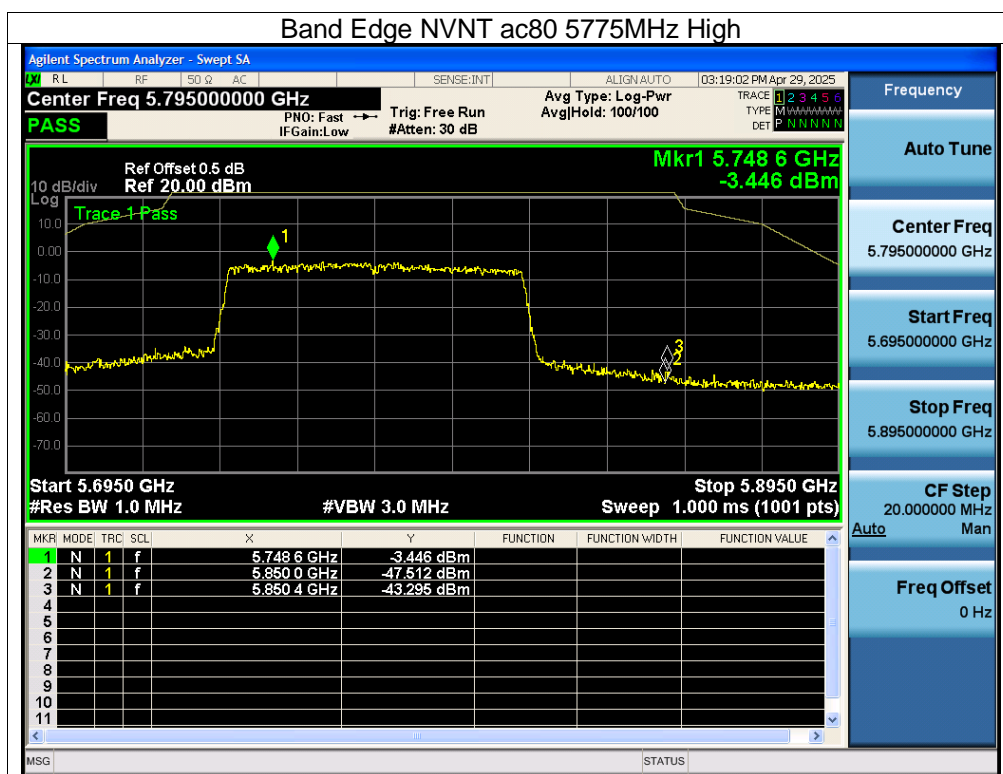 Band Edge NVNT ac80 5775MHz High
Agilent Spectrum Analyzer - Swept SA
LXI RL RF 50 Ω AC SENSE:INT ALIGN AUTO 03:19:02 PM Apr 29, 2025
Center Freq 5.795000000 GHz
PNO: Fast
IFGain:Low
Trig: Free Run
#Atten: 30 dB
Avg Type: Log-Pwr
Avg|Hold: 100/100
TRACE 1 2 3 4 5 6
TYPE MWWWWW
DET P N N N N N
PASS
Ref Offset 0.5 dB
Ref 20.00 dBm
10 dB/div
Log
Mkr1 5.748 6 GHz
-3.446 dBm
Trace 1 Pass
10.0
0.00
-10.0
-20.0
-30.0
-40.0
-50.0
-60.0
-70.0
1
3
2
Start 5.6950 GHz Stop 5.8950 GHz
#Res BW 1.0 MHz #VBW 3.0 MHz Sweep 1.000 ms (1001 pts)
MKR MODE TRC SCL X Y FUNCTION FUNCTION WIDTH FUNCTION VALUE
1 N 1 f 5.748 6 GHz -3.446 dBm
2 N 1 f 5.850 0 GHz -47.512 dBm
3 N 1 f 5.850 4 GHz -43.295 dBm
4
5
6
7
8
9
10
11
MSG STATUS
Frequency
Auto Tune
Center Freq
5.795000000 GHz
Start Freq
5.695000000 GHz
Stop Freq
5.895000000 GHz
CF Step
20.000000 MHz
Auto Man
Freq Offset
0 Hz